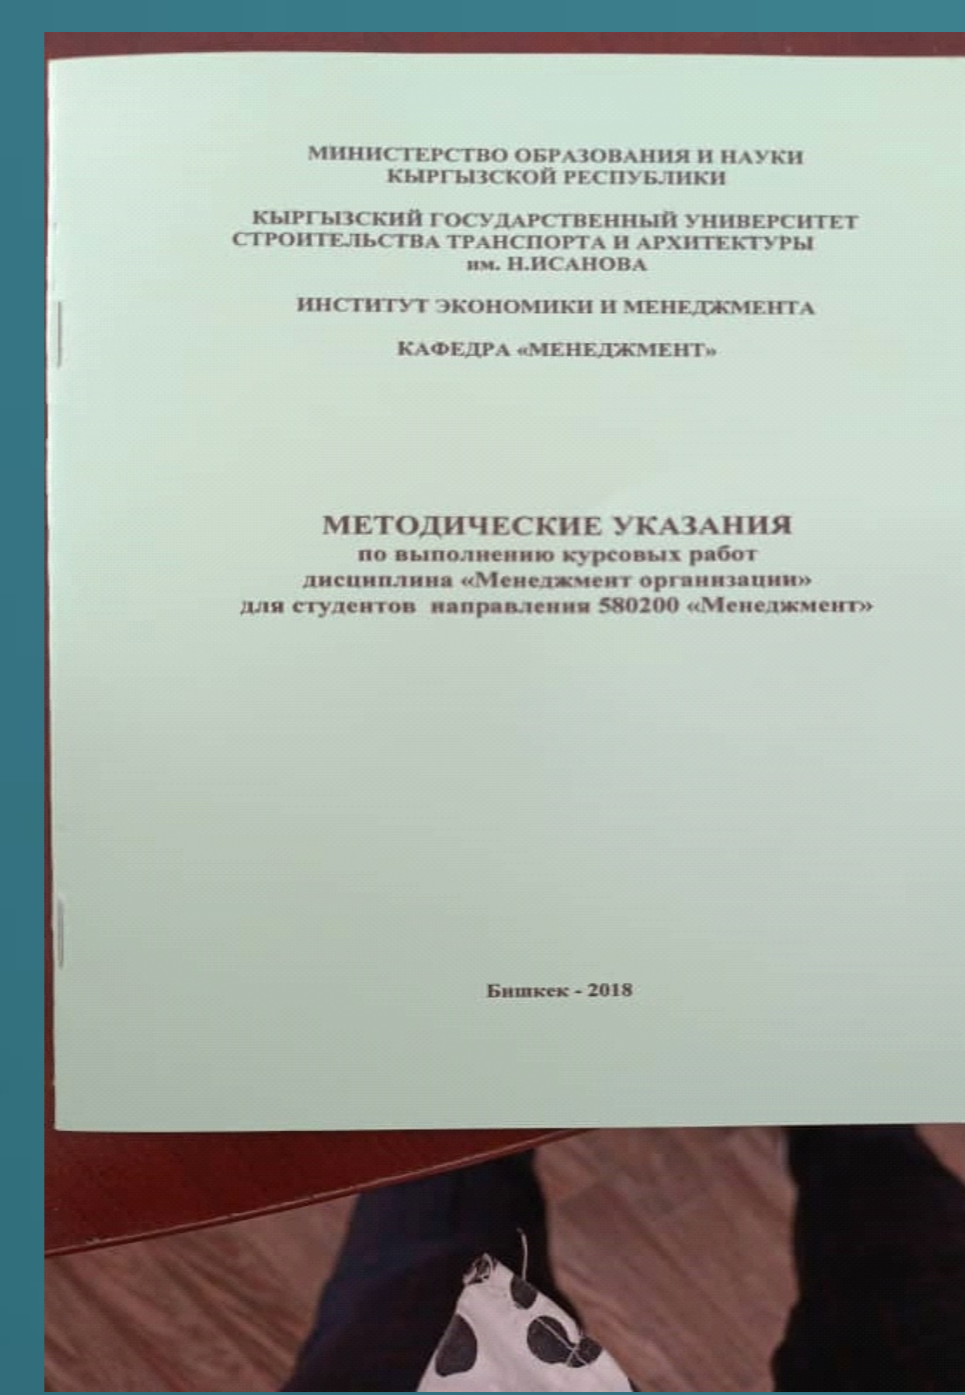 МИНИСТЕРСТВО ОБРАЗОВАНИЯ И НАУКИ
КЫРГЫЗСКОЙ РЕСПУБЛИКИ
КЫРГЫЗСКИЙ ГОСУДАРСТВЕННЫЙ УНИВЕРСИТЕТ
СТРОИТЕЛЬСТВА ТРАНСПОРТА И АРХИТЕКТУРЫ
им. Н.ИСАНОВА
ИНСТИТУТ ЭКОНОМИКИ И МЕНЕДЖМЕНТА
КАФЕДРА «МЕНЕДЖМЕНТ»
МЕТОДИЧЕСКИЕ УКАЗАНИЯ
по выполнению курсовых работ
дисциплина «Менеджмент организации»
для студентов направления 580200 «Менеджмент»
Бишкек - 2018